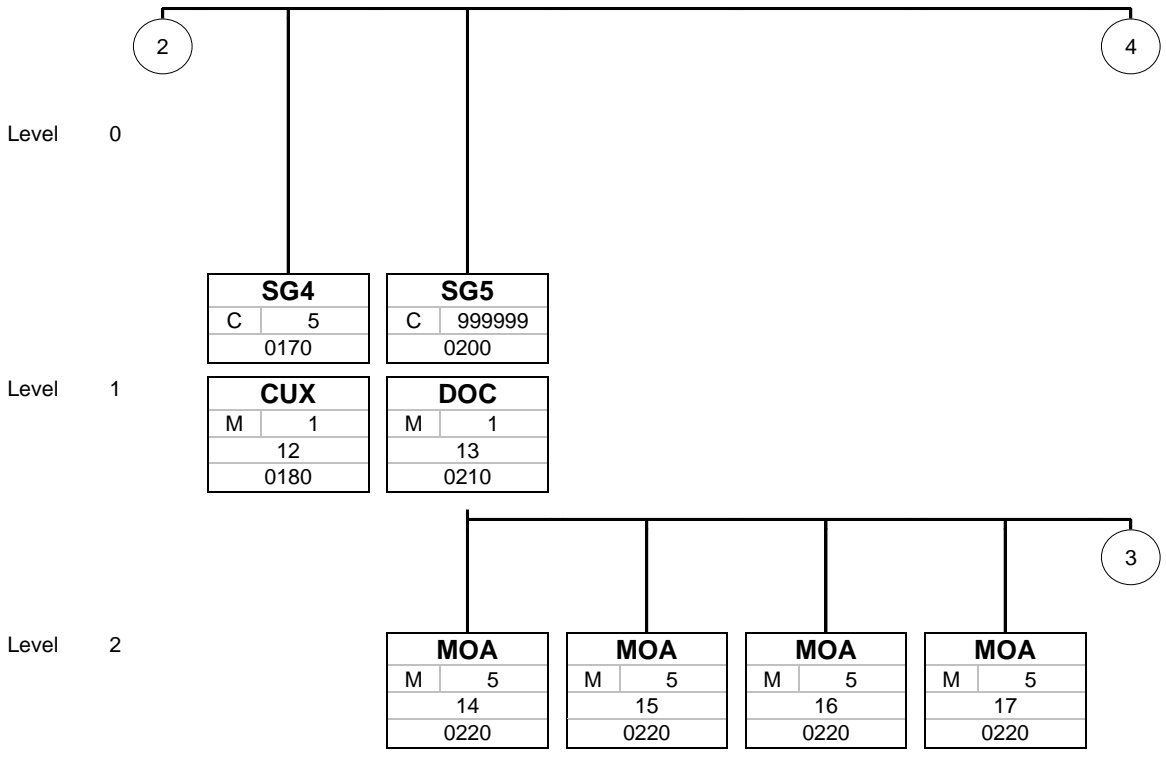 2 4
Level 0
SG4 SG5
C 5 C 999999
0170 0200
Level 1 CUX DOC
M 1 M 1
12 13
0180 0210
3
Level 2 MOA MOA MOA MOA
M 5 M 5 M 5 M 5
14 15 16 17
0220 0220 0220 0220